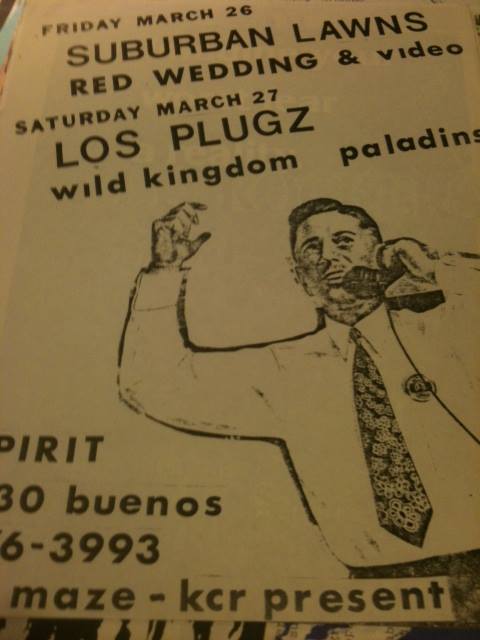 FRIDAY MARCH 26
SUBURBAN LAWNS
RED WEDDING & video
SATURDAY MARCH 27
LOS PLUGZ
wild kingdom paladins
PIRIT
30 buenos
6-3993
maze - kcr present